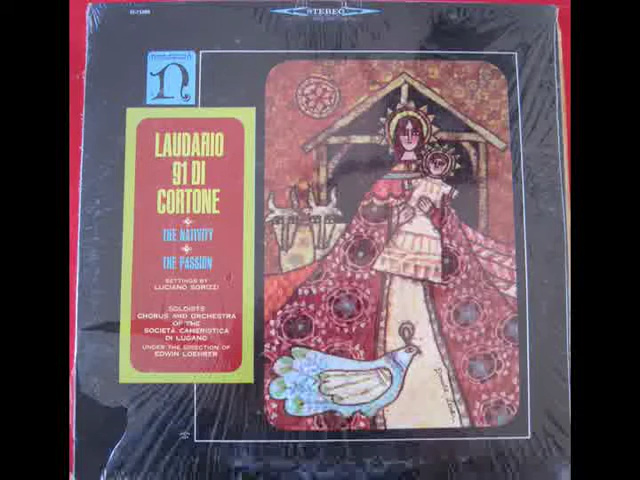 STEREO
LAUDARIO
91 DI
CORTONE
THE NATIVITY
THE PASSION
SETTINGS BY
LUCIANO SGRIZZI
SOLOISTS
CHORUS AND ORCHESTRA
OF THE
SOCIETÀ CAMERISTICA
DI LUGANO
UNDER THE DIRECTION OF
EDWIN LOEHRER